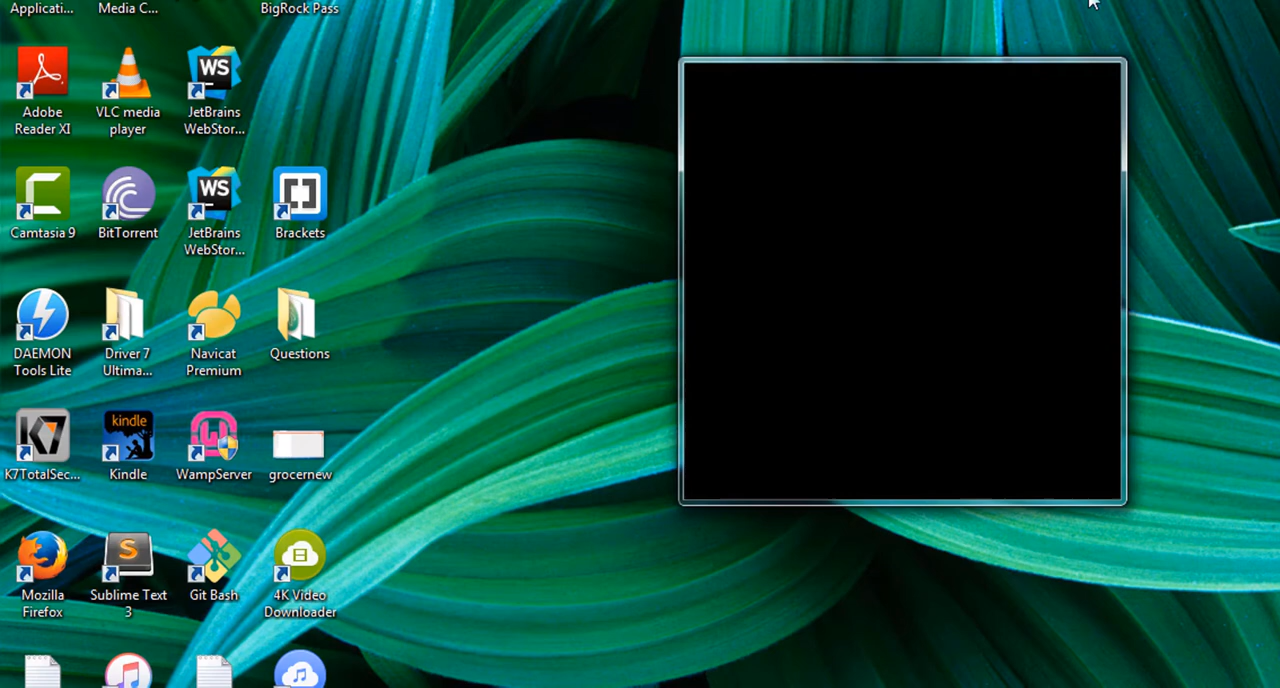 Applicati...
Media C...
BigRock Pass
WS
WS
Adobe
Reader XI
VLC media
player
JetBrains
WebStor...
Camtasia 9
BitTorrent
JetBrains
WebStor...
Brackets
DAEMON
Tools Lite
Driver 7
Ultima...
Navicat
Premium
Questions
K7
kindle
K7TotalSec...
Kindle
WampServer
grocernew
S
Mozilla
Firefox
Sublime Text
3
Git Bash
4K Video
Downloader